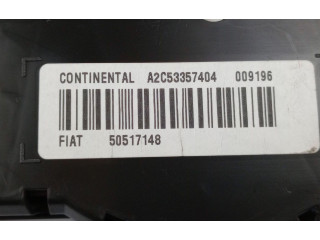 CONTINENTAL A2C53357404 009196
FIAT 50517148